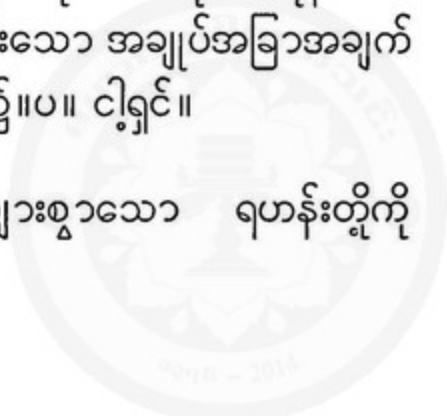 းသော အချုပ်အခြာအချက်
၌။ပ။ ငါ့ရှင်။
များစွာသော ရဟန်းတို့ကို